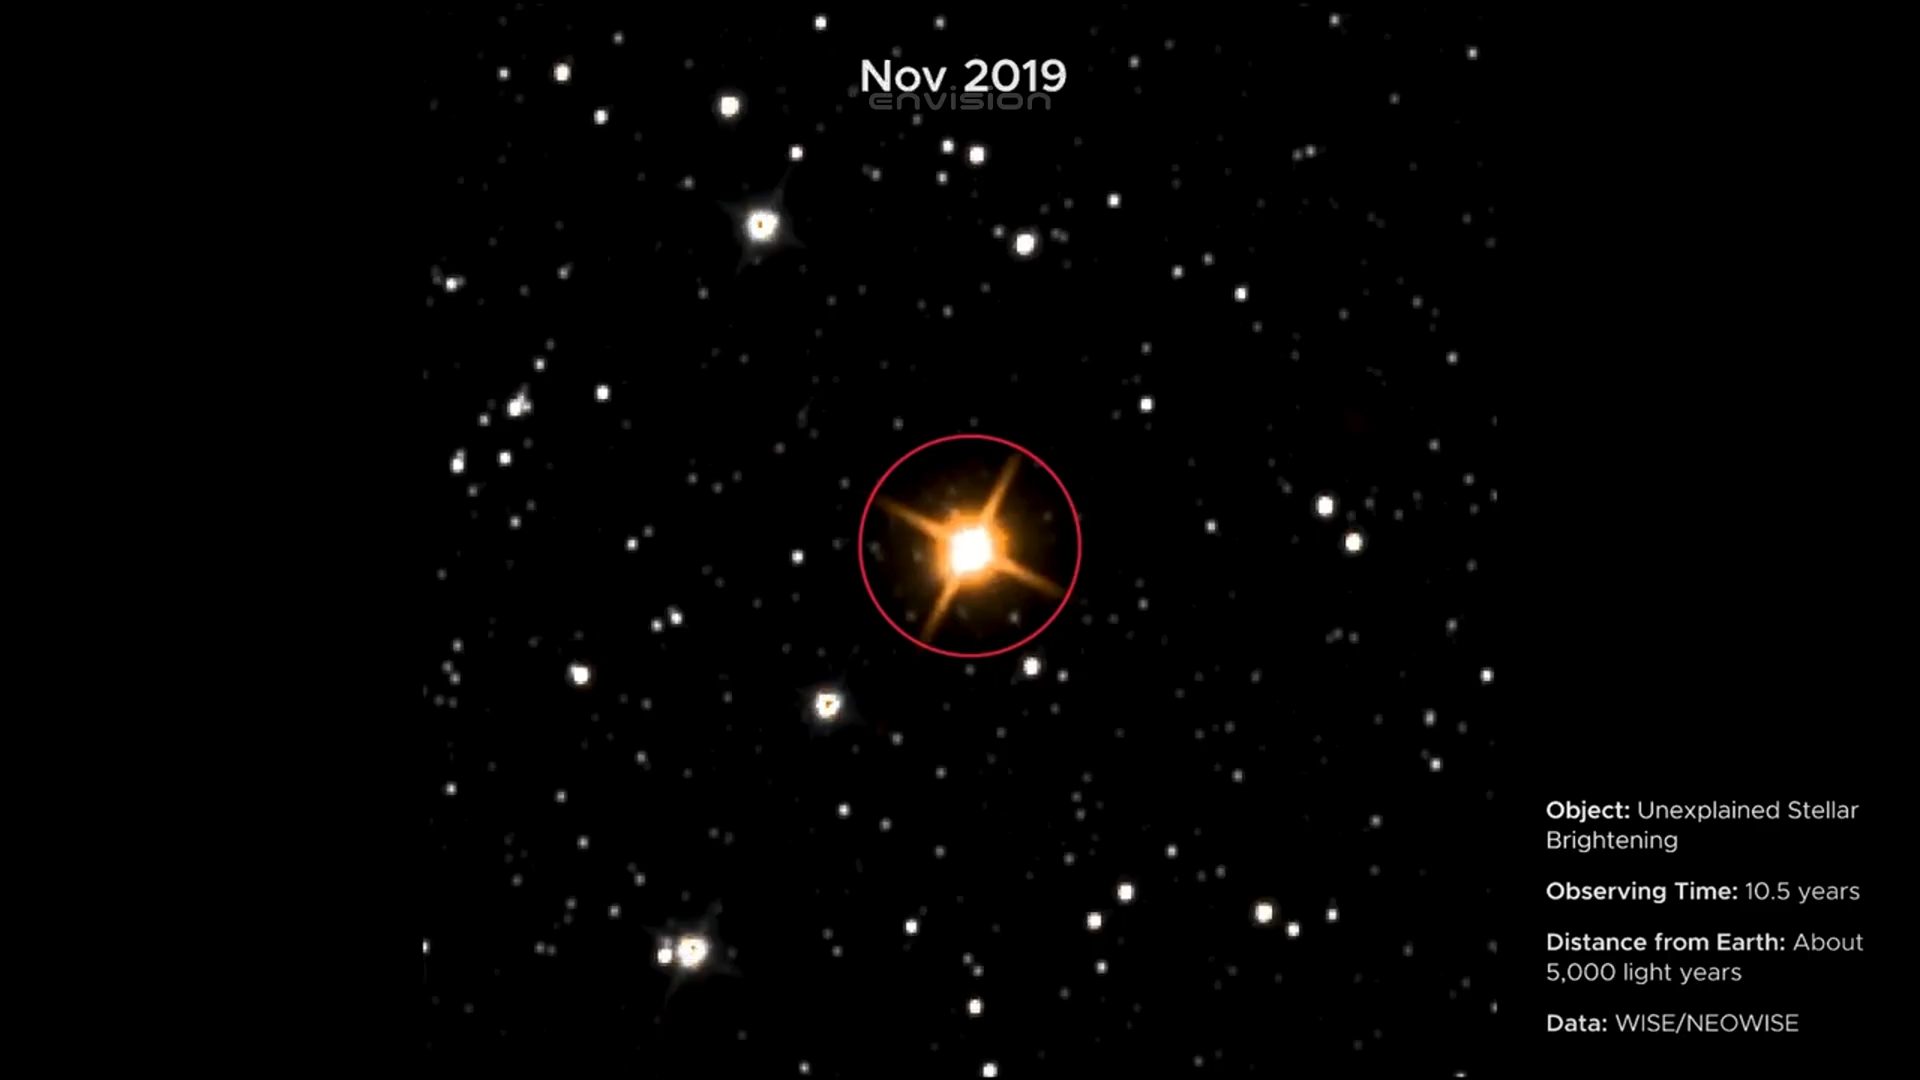 Nov 2019
envision
Object: Unexplained Stellar
Brightening
Observing Time: 10.5 years
Distance from Earth: About
5,000 light years
Data: WISE/NEOWISE